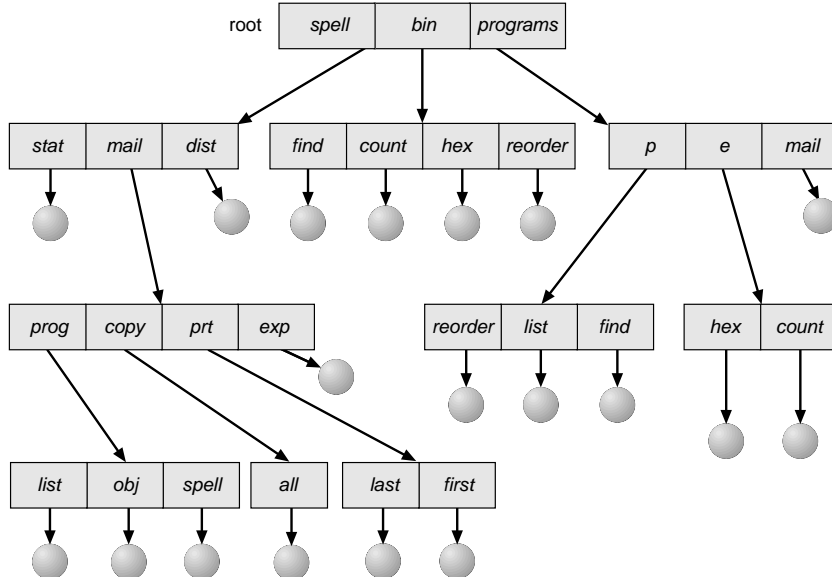 root spell bin programs
stat mail dist find count hex reorder p e mail
prog copy prt exp reorder list find hex count
list obj spell all last first